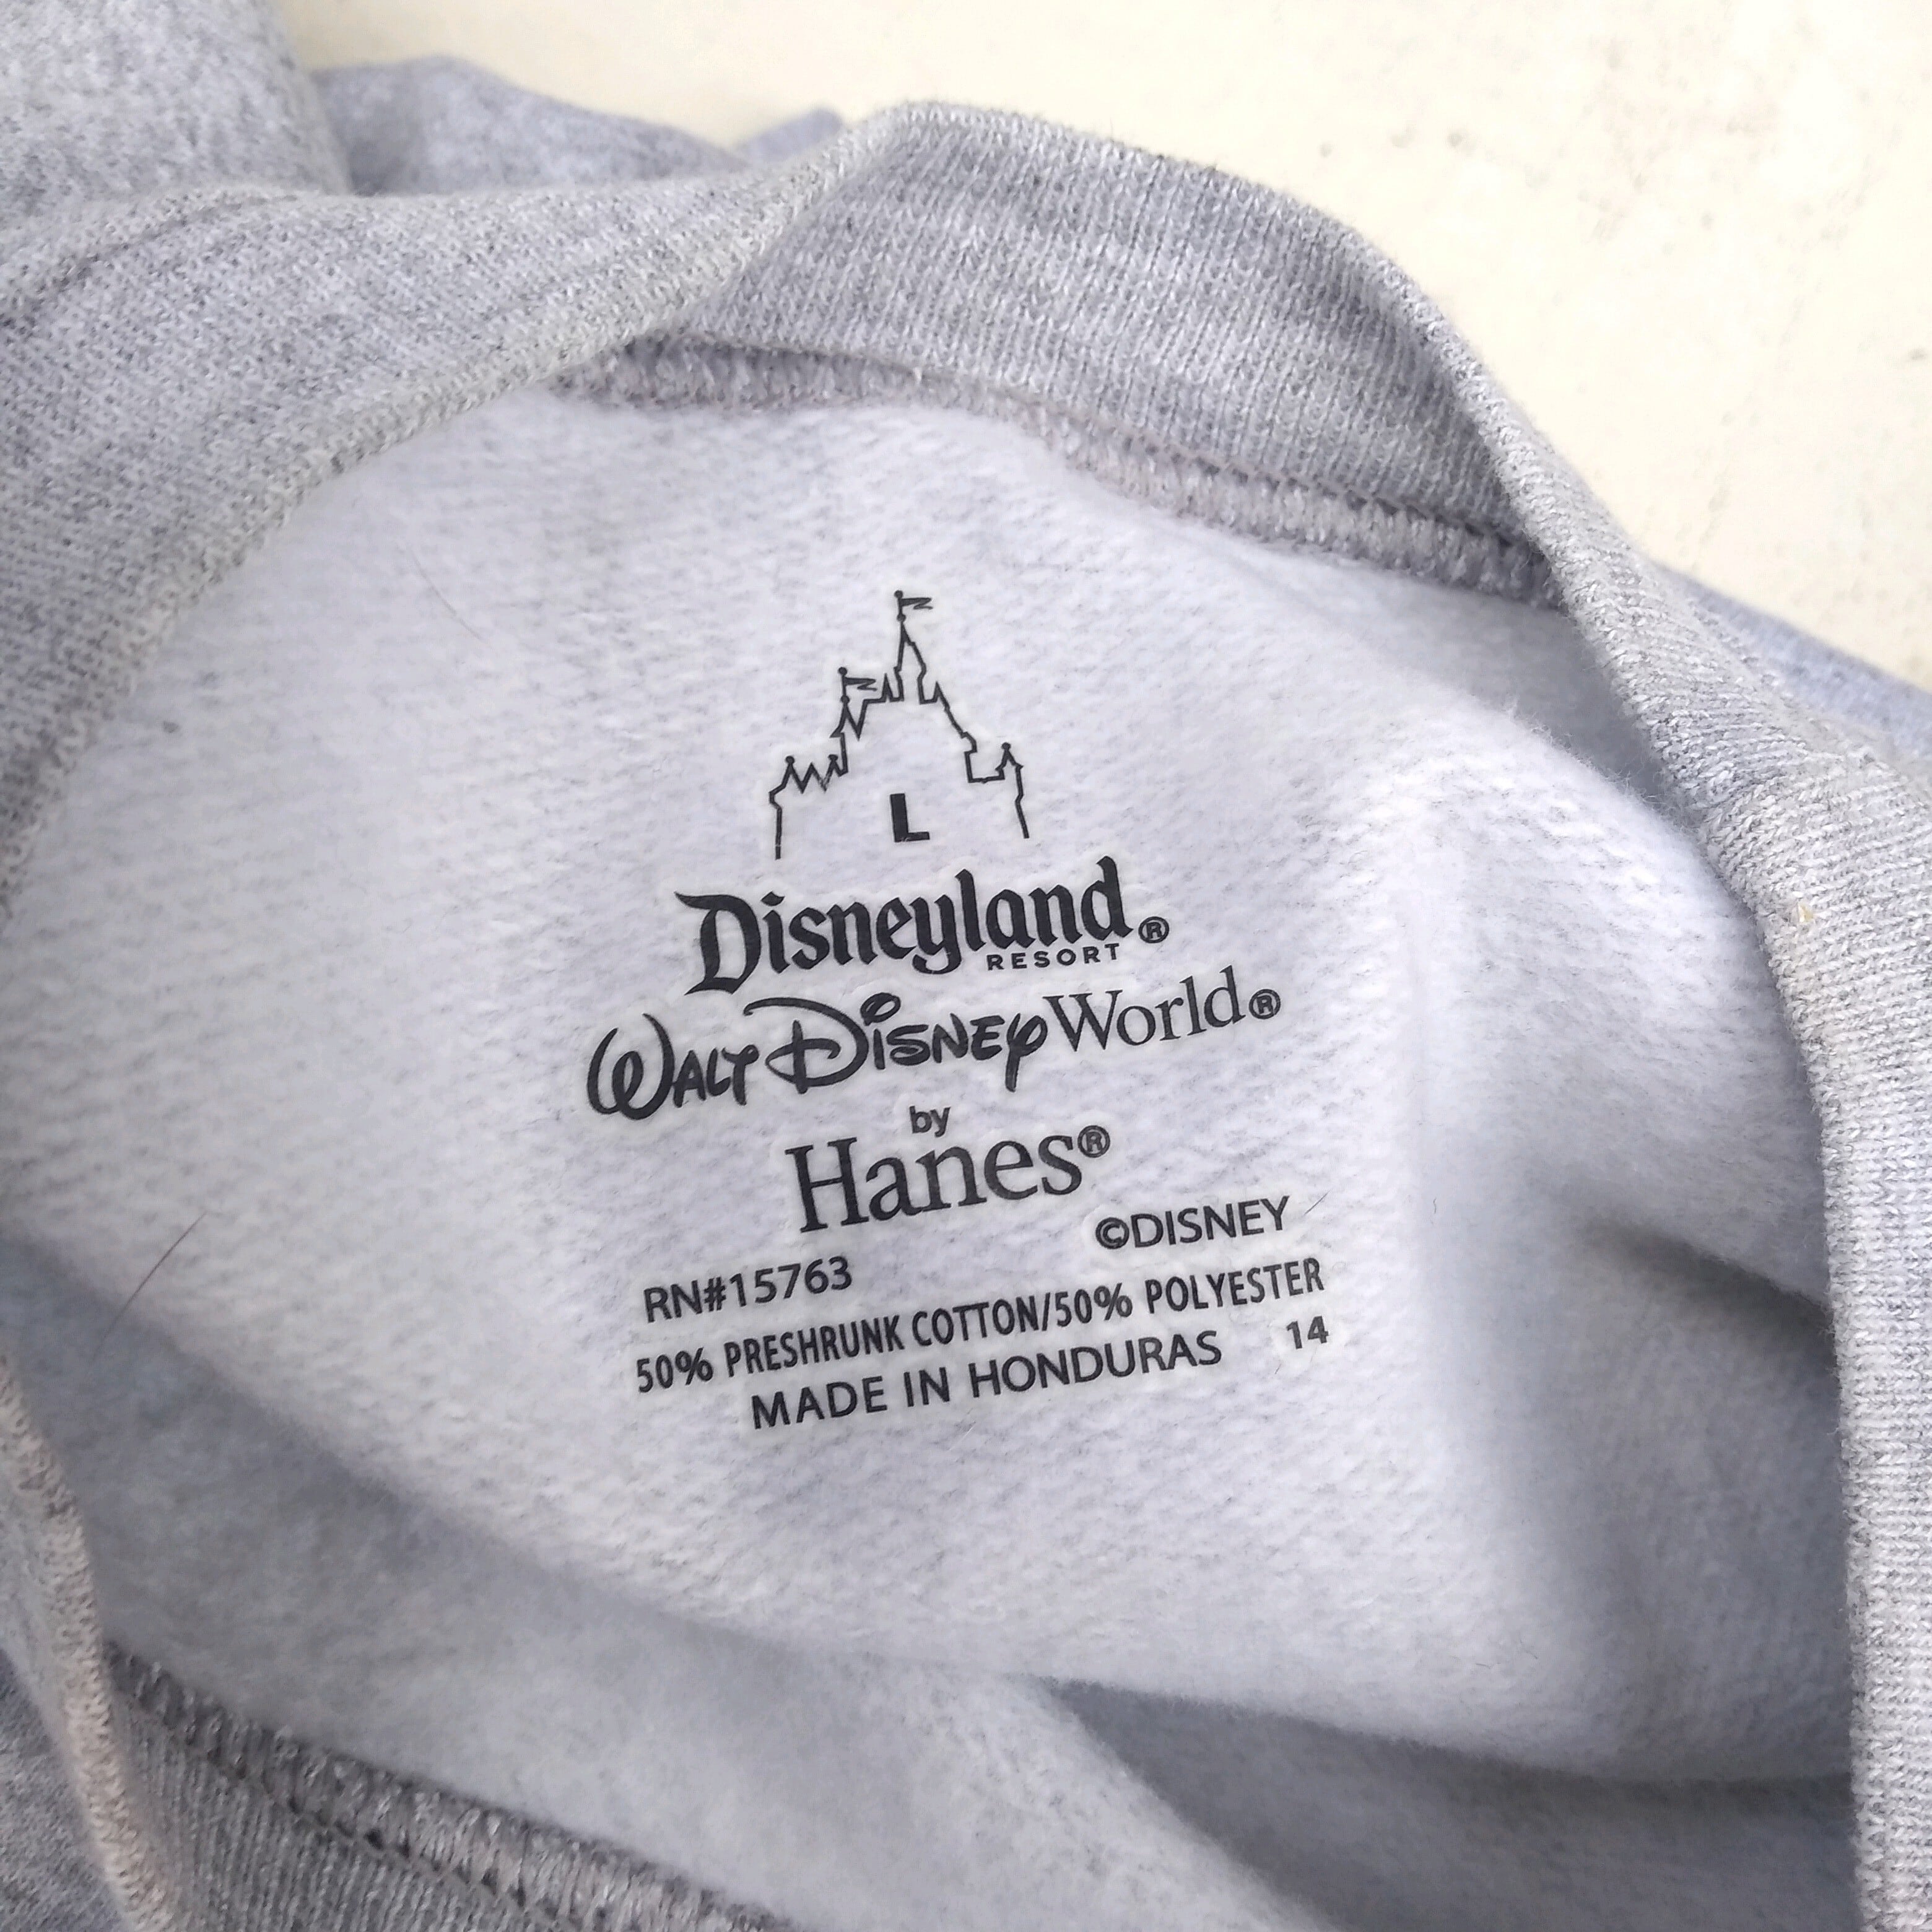 L
Disneyland®
RESORT
WALT DISNEY World®
by
Hanes®
©DISNEY
RN#15763
50% PRESHRUNK COTTON/50% POLYESTER
MADE IN HONDURAS 14